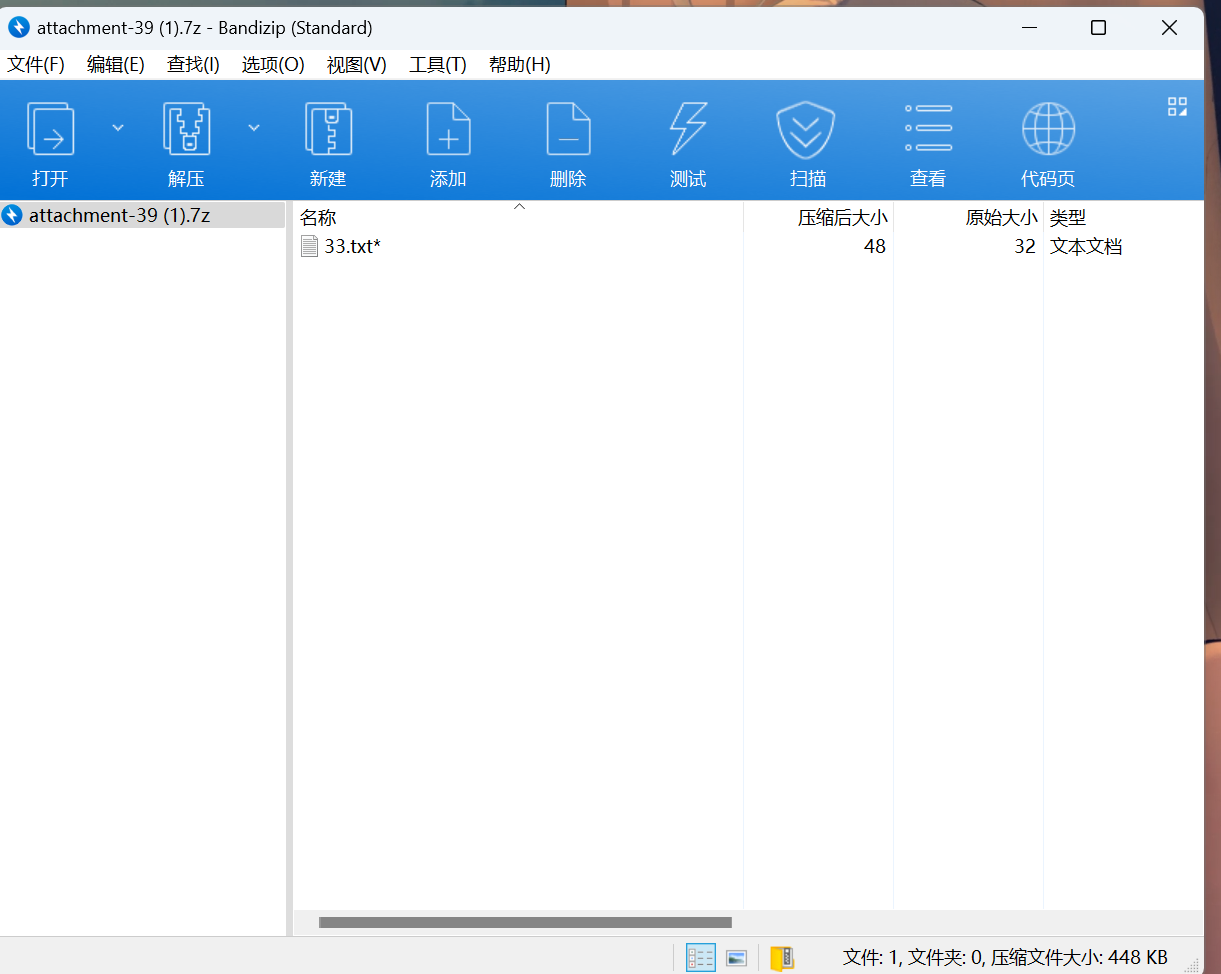 attachment-39 (1).7z - Bandizip (Standard)
文件(F) 编辑(E) 查找(I) 选项(O) 视图(V) 工具(T) 帮助(H)
打开 解压 新建 添加 删除 测试 扫描 查看 代码页
attachment-39 (1).7z
名称 压缩后大小 原始大小 类型
33.txt* 48 32 文本文档
文件: 1, 文件夹: 0, 压缩文件大小: 448 KB